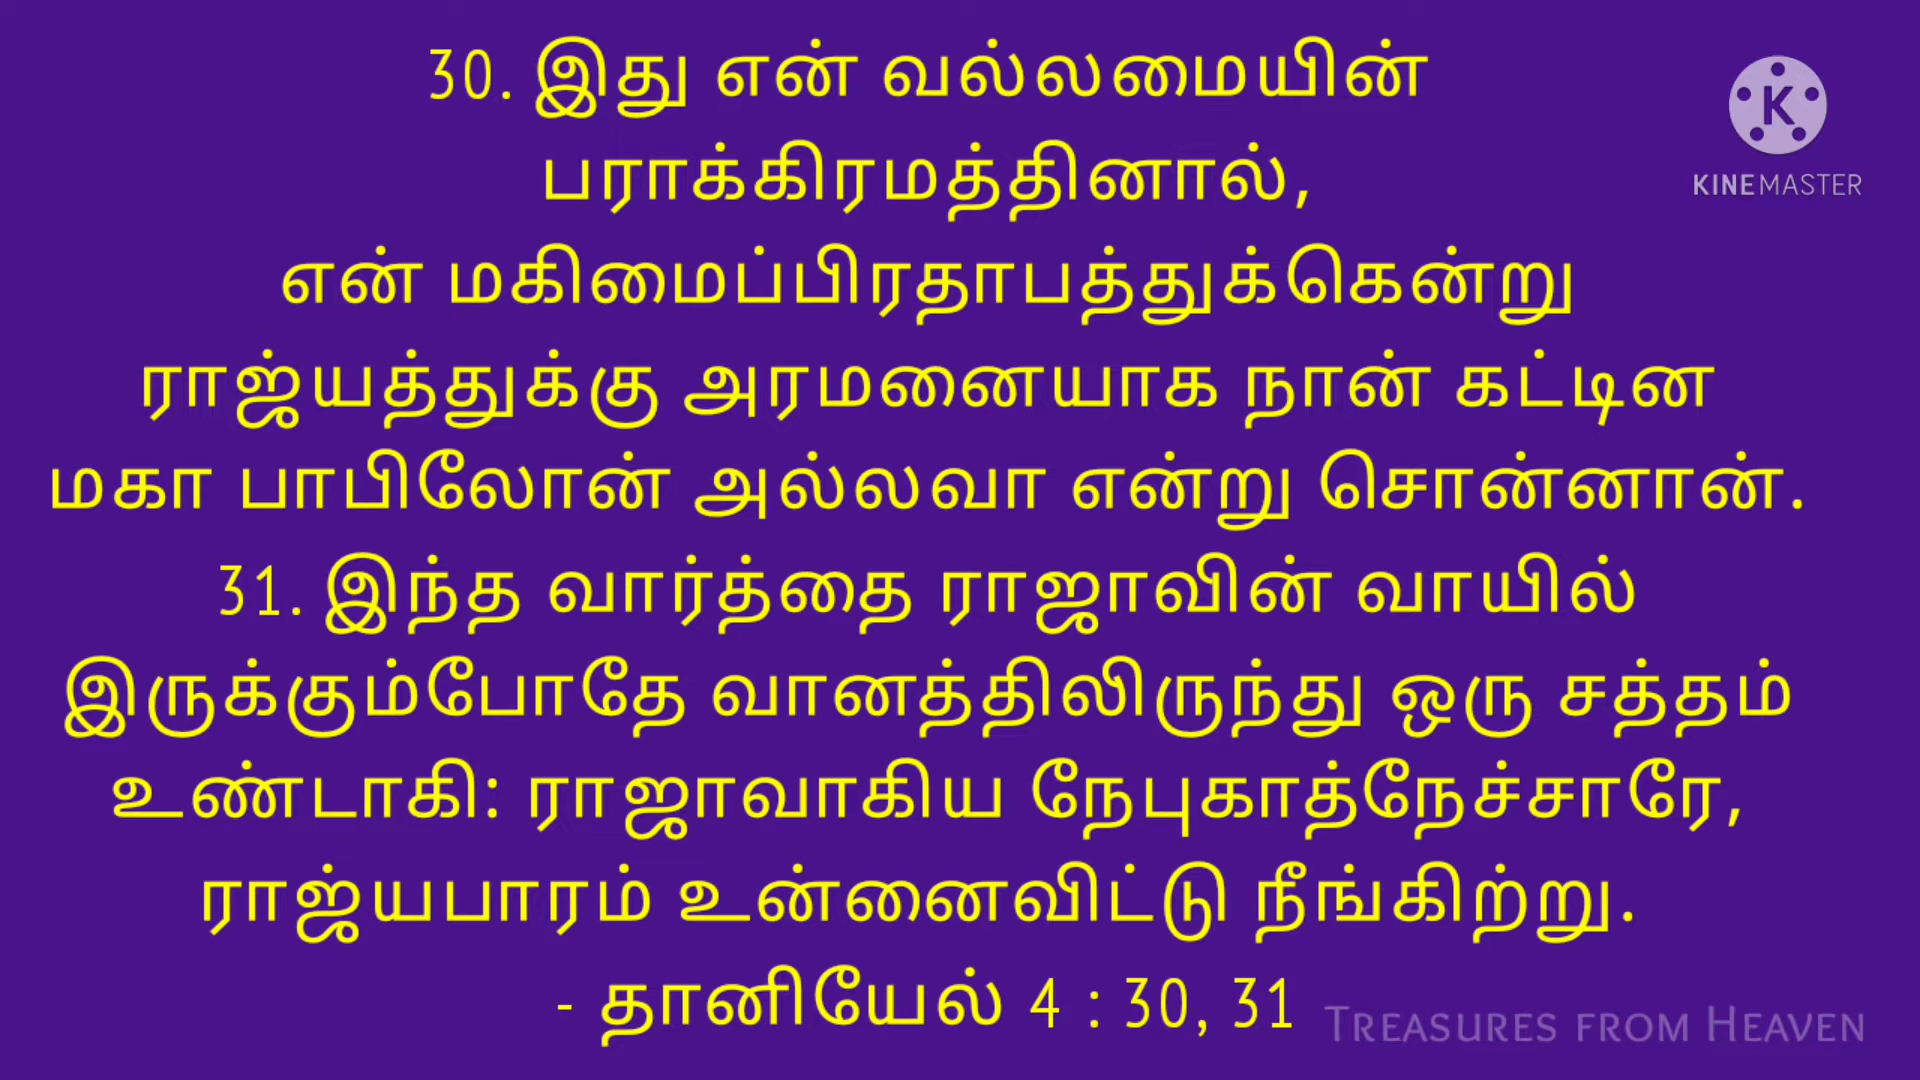 30. இது என் வல்லமையின்
பராக்கிரமத்தினால்,
என் மகிமைப்பிரதாபத்துக்கென்று
ராஜ்யத்துக்கு அரமனையாக நான் கட்டின
மகா பாபிலோன் அல்லவா என்று சொன்னான்.
31. இந்த வார்த்தை ராஜாவின் வாயில்
இருக்கும்போதே வானத்திலிருந்து ஒரு சத்தம்
உண்டாகி: ராஜாவாகிய நேபுகாத்நேச்சாரே,
ராஜ்யபாரம் உன்னைவிட்டு நீங்கிற்று.
- தானியேல் 4 : 30, 31
K
KINEMASTER
TREASURES FROM HEAVEN